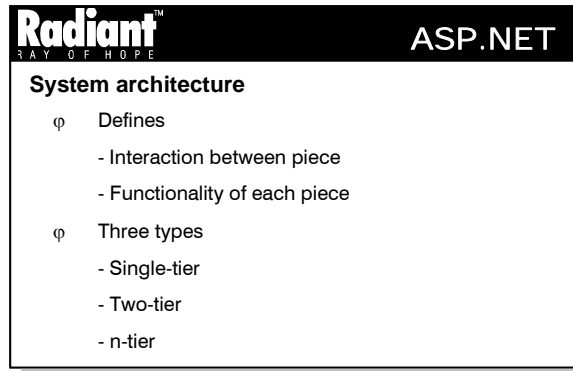 Radiant™
RAY OF HOPE
ASP.NET
System architecture
φ Defines
- Interaction between piece
- Functionality of each piece
φ Three types
- Single-tier
- Two-tier
- n-tier